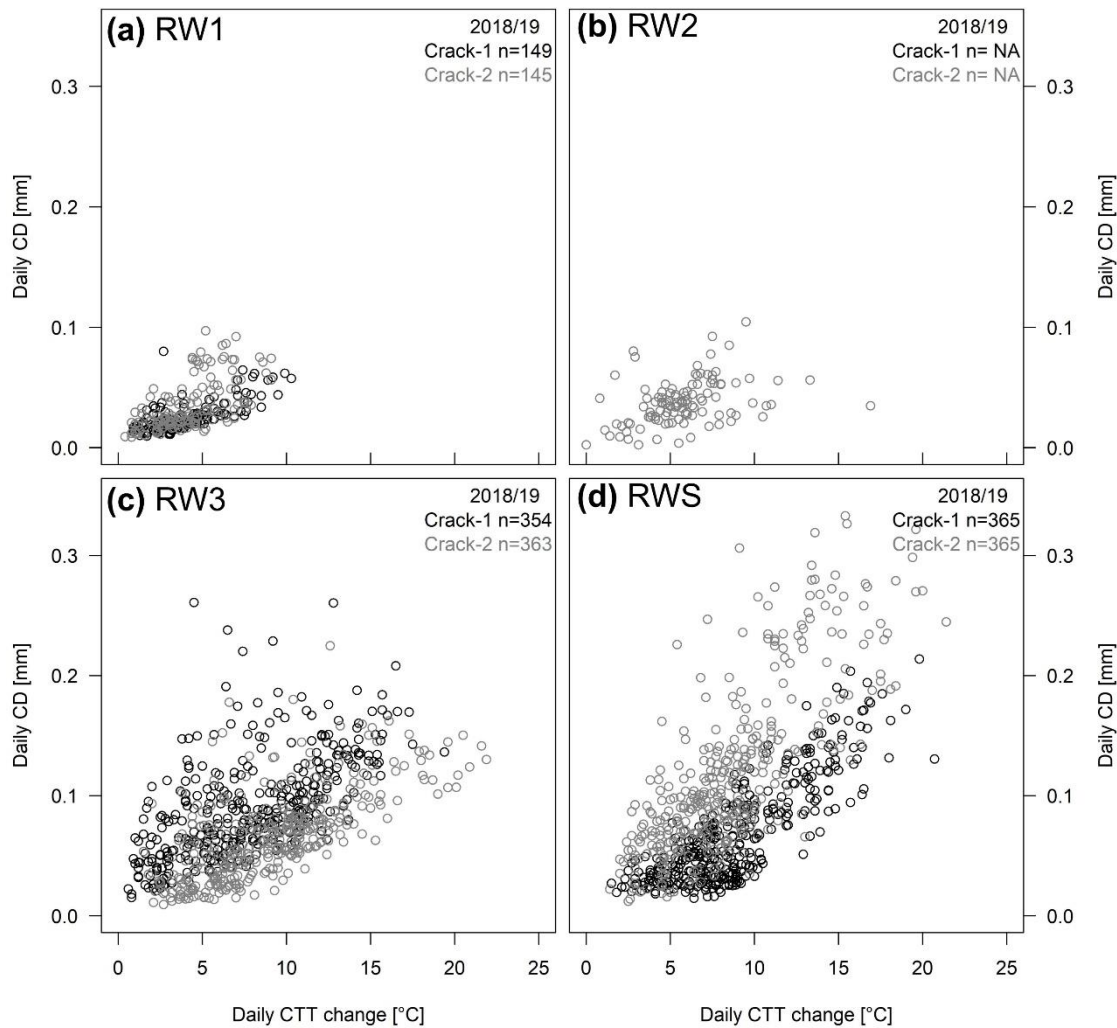 (a) RW1
2018/19
Crack-1 n=149
Crack-2 n=145
(b) RW2
2018/19
Crack-1 n= NA
Crack-2 n= NA
0.3
0.2
0.1
0.0
Daily CD [mm]
0.3
0.2
0.1
0.0
Daily CD [mm]
(c) RW3
2018/19
Crack-1 n=354
Crack-2 n=363
(d) RWS
2018/19
Crack-1 n=365
Crack-2 n=365
0.3
0.2
0.1
0.0
Daily CD [mm]
0.3
0.2
0.1
0.0
Daily CD [mm]
0 5 10 15 20 25
0 5 10 15 20 25
Daily CTT change [°C]
Daily CTT change [°C]